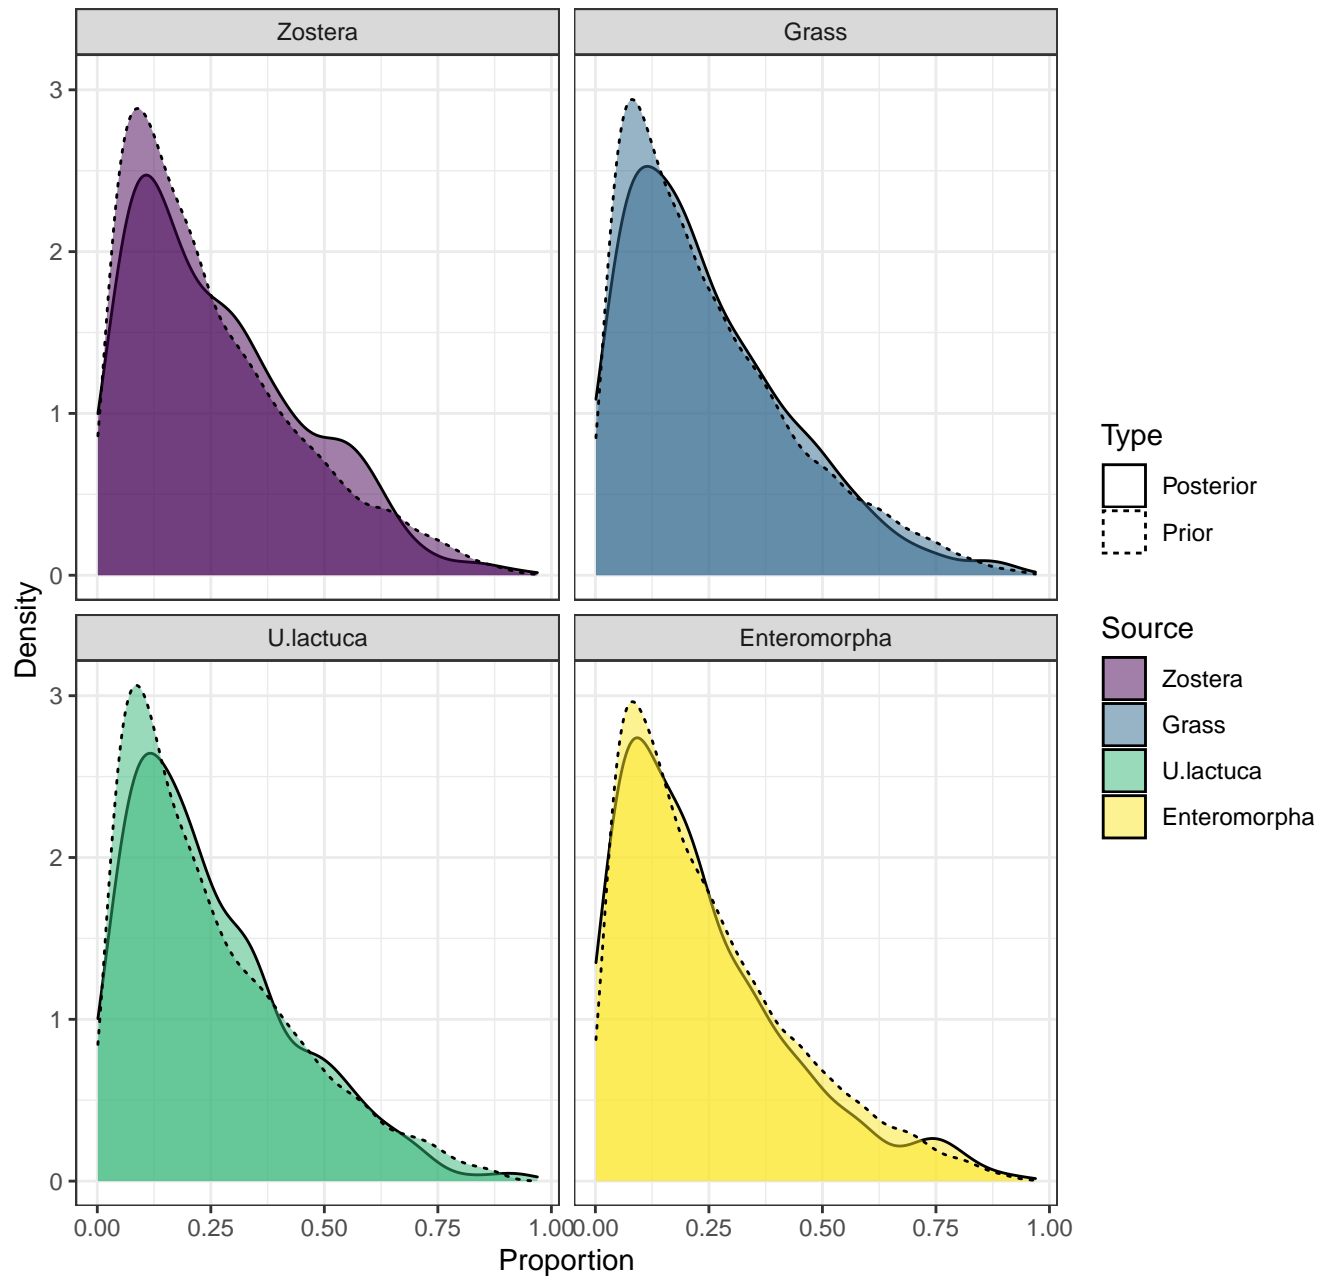 Zostera
Grass
3
2
1
0
U.lactuca
Enteromorpha
3
2
1
0
0.00
0.25
0.50
0.75
1.00
0.00
0.25
0.50
0.75
1.00
Proportion
Density
Type
Posterior
Prior
Source
Zostera
Grass
U.lactuca
Enteromorpha